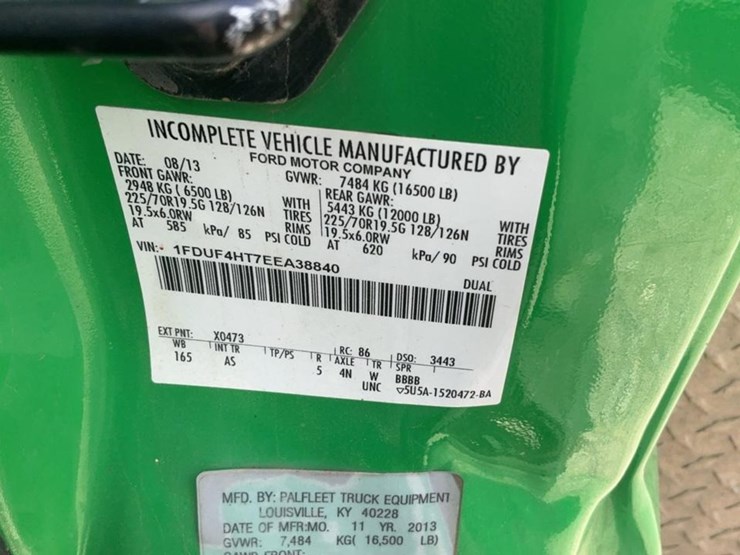 INCOMPLETE VEHICLE MANUFACTURED BY
FORD MOTOR COMPANY
DATE: 08/13 GVWR: 7484 KG (16500 LB)
FRONT GAWR: REAR GAWR:
2948 KG ( 6500 LB) WITH 5443 KG (12000 LB) WITH
225/70R19.5G 128/126N TIRES 225/70R19.5G 128/126N TIRES
19.5x6.0RW RIMS 19.5x6.0RW RIMS
AT 585 kPa/ 85 PSI COLD AT 620 kPa/ 90 PSI COLD
VIN: 1FDUF4HT7EEA38840 DUAL
EXT PNT: X0473 RC: 86 DSO: 3443
WB INT TR TP/PS R AXLE TR SPR
165 AS 5 4N W BBBB
UNC ▽5U5A-1520472-BA
MFD. BY: PALFLEET TRUCK EQUIPMENT
LOUISVILLE, KY 40228
DATE OF MFR:MO. 11 YR. 2013
GVWR: 7,484 KG( 16,500 LB)
GAWR FRONT: